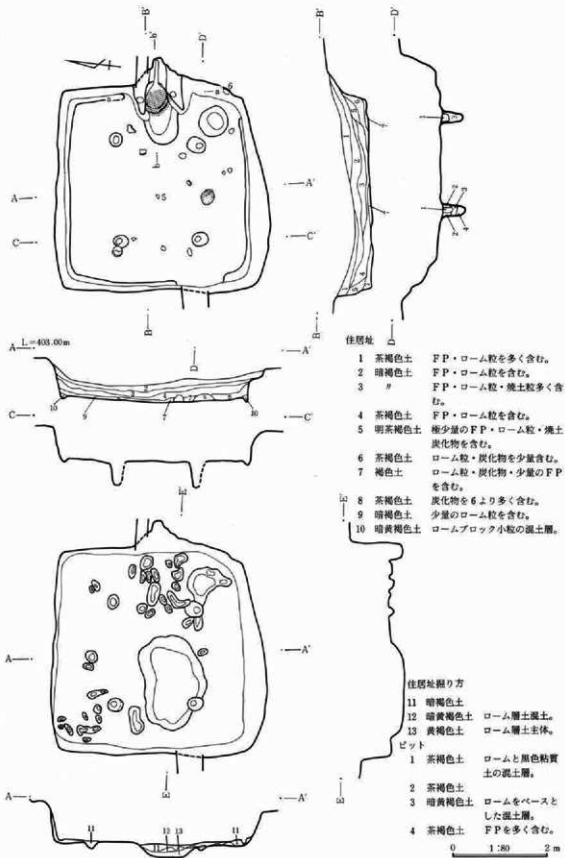 B′
b′
D′
B′
D′
a
6
a
b
5
A
A′
C
C′
B
D
B
D
L=403.00m
A
D
A′
10
9
7
10
C
C′
住居址
1 茶褐色土 FP・ローム粒を多く含む。
2 暗褐色土 FP・ローム粒を含む。
3 〃 FP・ローム粒・焼土粒多く含
む。
4 茶褐色土 FP・ローム粒を含む。
5 明茶褐色土 極少量のFP・ローム粒・焼土
炭化物を含む。
6 茶褐色土 ローム粒・炭化物を少量含む。
7 褐色土 ローム粒・炭化物・少量のFP
を含む。
8 茶褐色土 炭化物を6より多く含む。
9 暗褐色土 少量のローム粒を含む。
10 暗黄褐色土 ロームブロック小粒の混土層。
E
E
A
A′
E
E
住居址掘り方
11 暗褐色土
12 暗黄褐色土 ローム層土混土。
13 黄褐色土 ローム層土主体。
ピット
1 茶褐色土 ロームと黒色粘質
土の混土層。
2 茶褐色土
3 暗黄褐色土 ロームをベースと
した混土層。
4 茶褐色土 FPを多く含む。
A
A′
11
11
12
13
11
0 1:80 2m